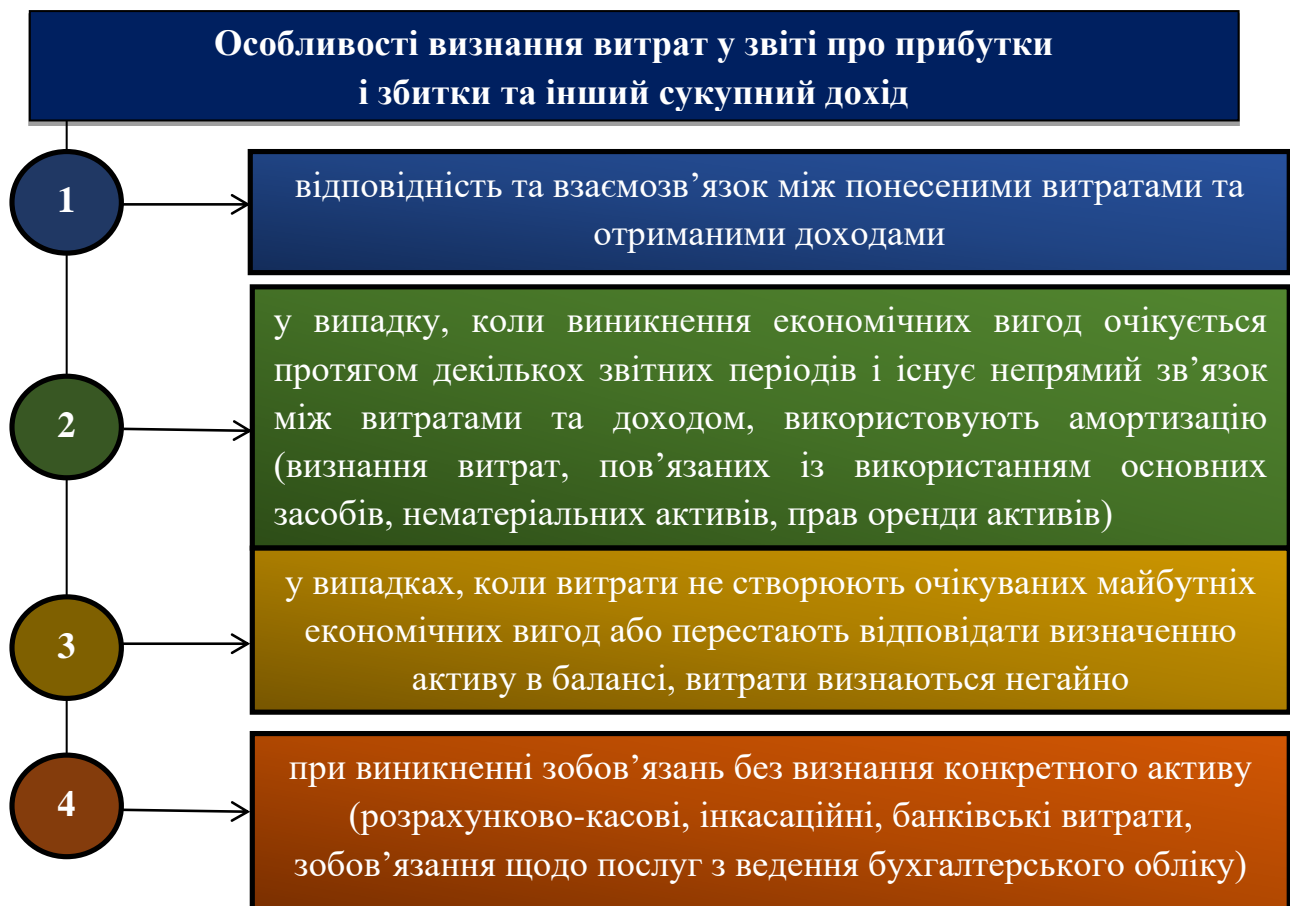 Особливості визнання витрат у звіті про прибутки
і збитки та інший сукупний дохід
1
відповідність та взаємозв’язок між понесеними витратами та
отриманими доходами
2
у випадку, коли виникнення економічних вигод очікується
протягом декількох звітних періодів і існує непрямий зв’язок
між витратами та доходом, використовують амортизацію
(визнання витрат, пов’язаних із використанням основних
засобів, нематеріальних активів, прав оренди активів)
3
у випадках, коли витрати не створюють очікуваних майбутніх
економічних вигод або перестають відповідати визначенню
активу в балансі, витрати визнаються негайно
4
при виникненні зобов’язань без визнання конкретного активу
(розрахунково-касові, інкасаційні, банківські витрати,
зобов’язання щодо послуг з ведення бухгалтерського обліку)